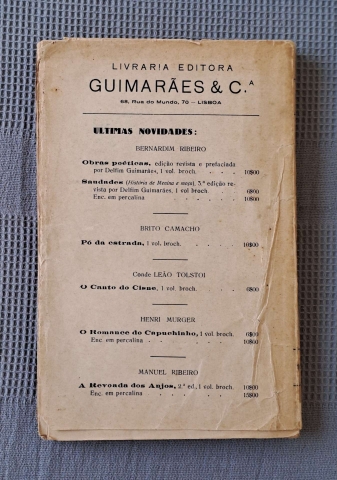 LIVRARIA EDITORA
GUIMARÃES & C.A
68, Rua do Mundo, 70 — LISBOA
ULTIMAS NOVIDADES:
BERNARDIM RIBEIRO
Obras poéticas, edição revista e prefaciada
por Delfim Guimarães, 1 vol. broch. . . . 10$00
Saudades (História de Menina e moça), 3.ª edição re-
vista por Delfim Guimarães, 1 vol. broch. . . 6$00
Enc. em percalina . . . . . . 10$00
BRITO CAMACHO
Pó da estrada, 1 vol. broch. . . . . 10$00
Conde LEÃO TOLSTOI
O Canto do Cisne, 1 vol. broch. . . . 6$00
HENRI MURGER
O Romance do Capuchinho, 1 vol. broch. 6$00
Enc. em percalina . . . . . . 10$00
MANUEL RIBEIRO
A Revoada dos Anjos, 2.ª ed., 1 vol. broch. 10$00
Enc. em percalina . . . . . . 15$00